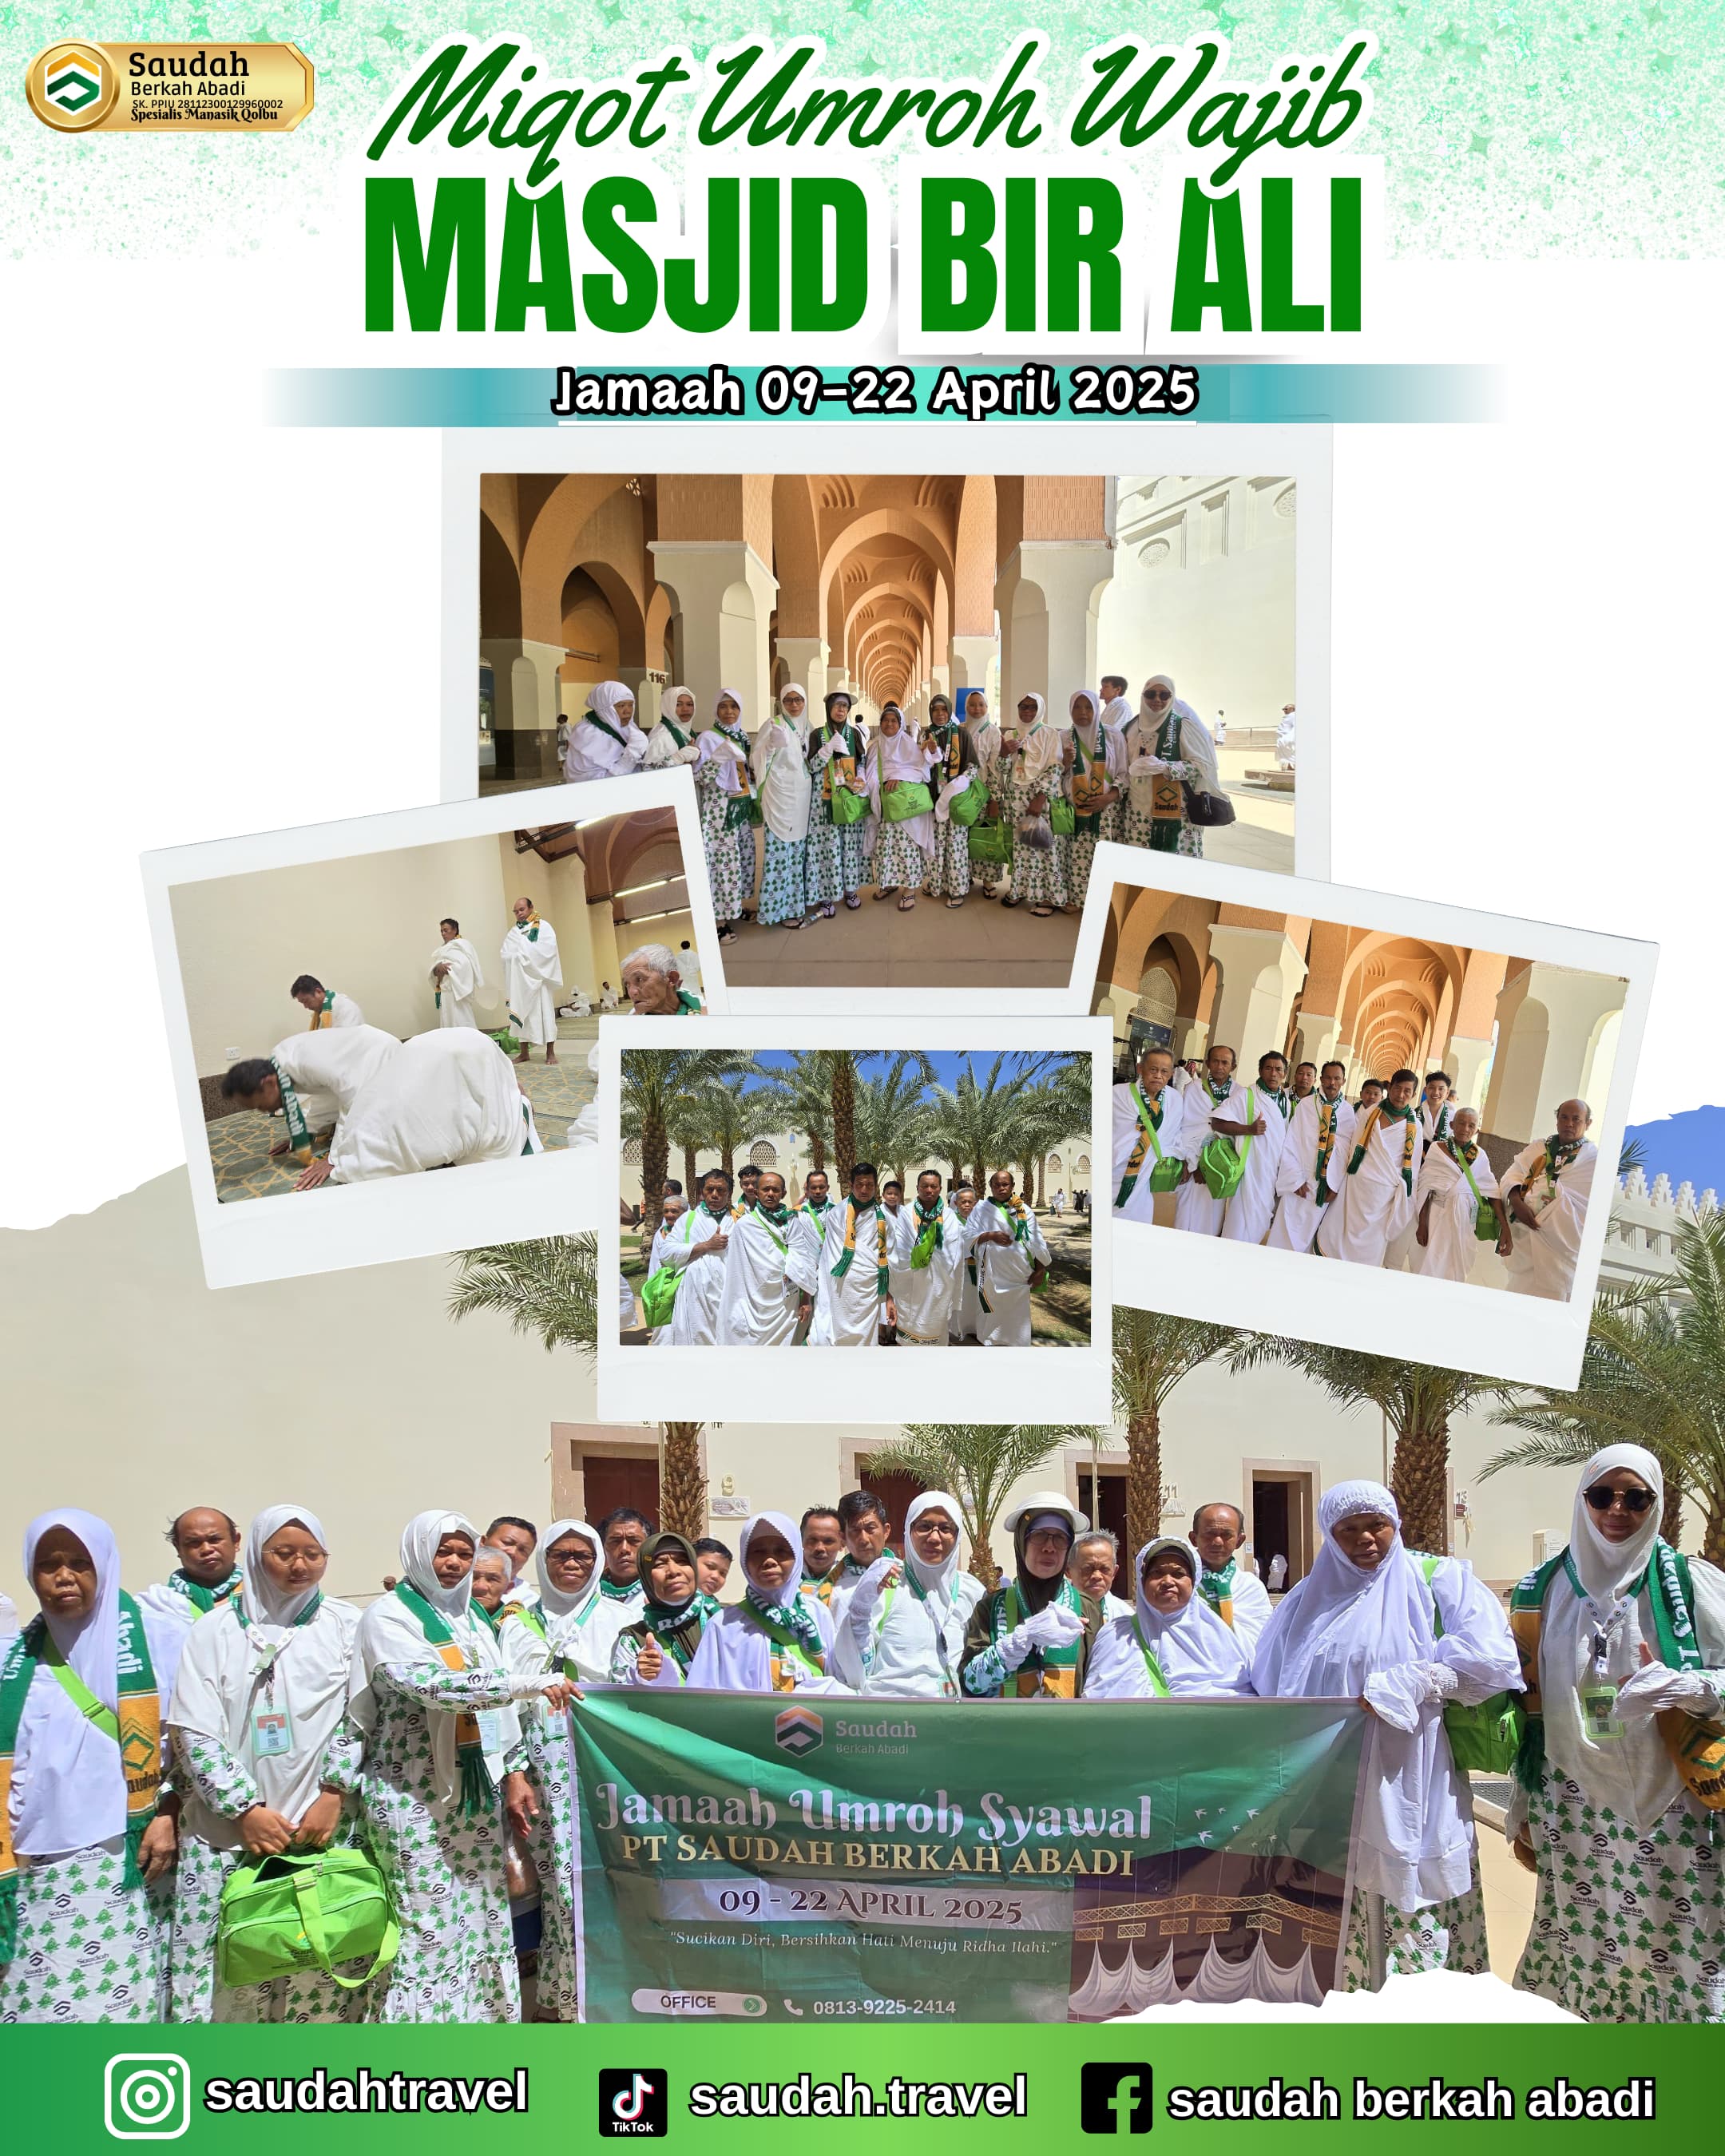 Saudah
Berkah Abadi
SK. PPIU 28112300129960002
Spesialis Manasik Qolbu
Miqot Umroh Wajib
MASJID BIR ALI
Jamaah 09-22 April 2025
116
Saudah
Berkah Abadi
Jamaah Umroh Syawal
PT SAUDAH BERKAH ABADI
09 - 22 APRIL 2025
"Sucikan Diri, Bersihkan Hati Menuju Ridha Ilahi."
OFFICE
0813-9225-2414
saudahtravel
TikTok
saudah.travel
saudah berkah abadi